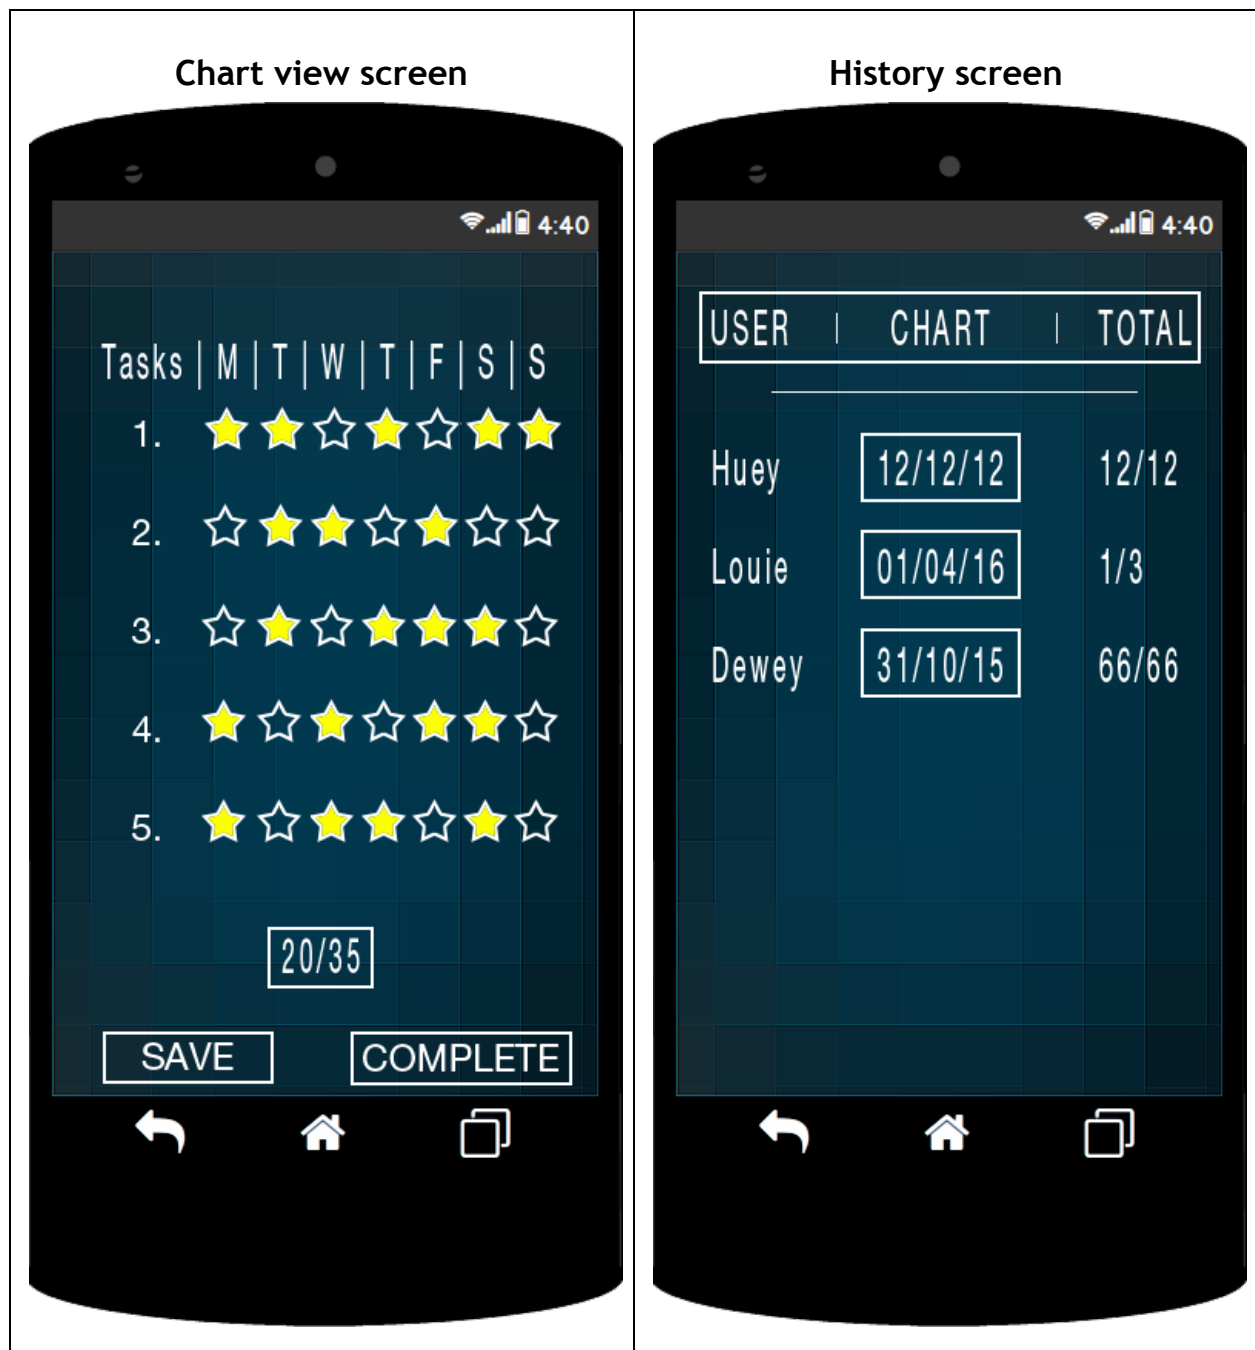 Chart view screen
4:40
Tasks | M | T | W | T | F | S | S
1.
2.
3.
4.
5.
20/35
SAVE COMPLETE
History screen
4:40
USER | CHART | TOTAL
Huey 12/12/12 12/12
Louie 01/04/16 1/3
Dewey 31/10/15 66/66